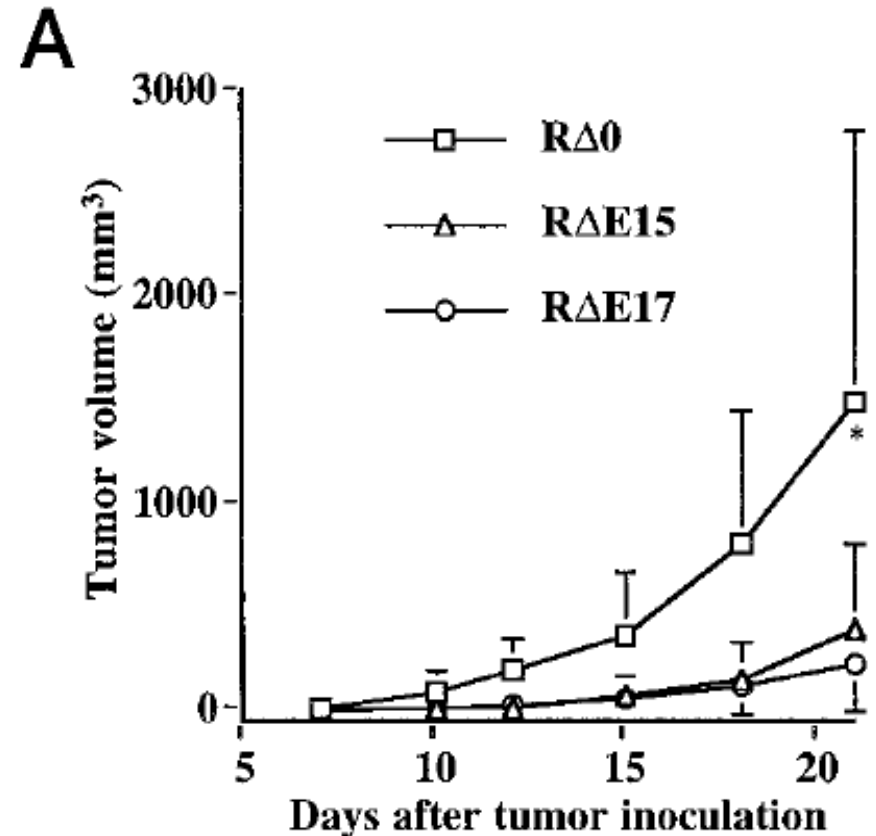 A
3000
2000
1000
0
Tumor volume (mm³)
RΔ0
RΔE15
RΔE17
*
5 10 15 20
Days after tumor inoculation